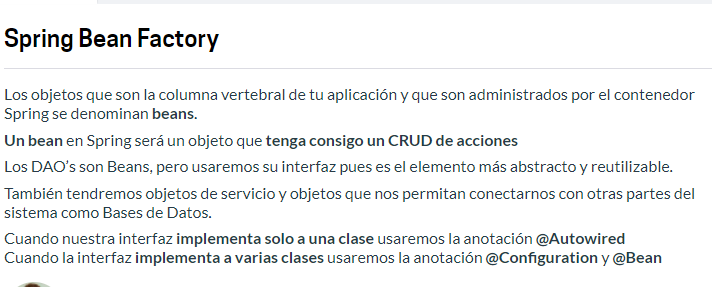 Spring Bean Factory
Los objetos que son la columna vertebral de tu aplicación y que son administrados por el contenedor
Spring se denominan beans.
Un bean en Spring será un objeto que tenga consigo un CRUD de acciones
Los DAO's son Beans, pero usaremos su interfaz pues es el elemento más abstracto y reutilizable.
También tendremos objetos de servicio y objetos que nos permitan conectarnos con otras partes del
sistema como Bases de Datos.
Cuando nuestra interfaz implementa solo a una clase usaremos la anotación @Autowired
Cuando la interfaz implementa a varias clases usaremos la anotación @Configuration y @Bean